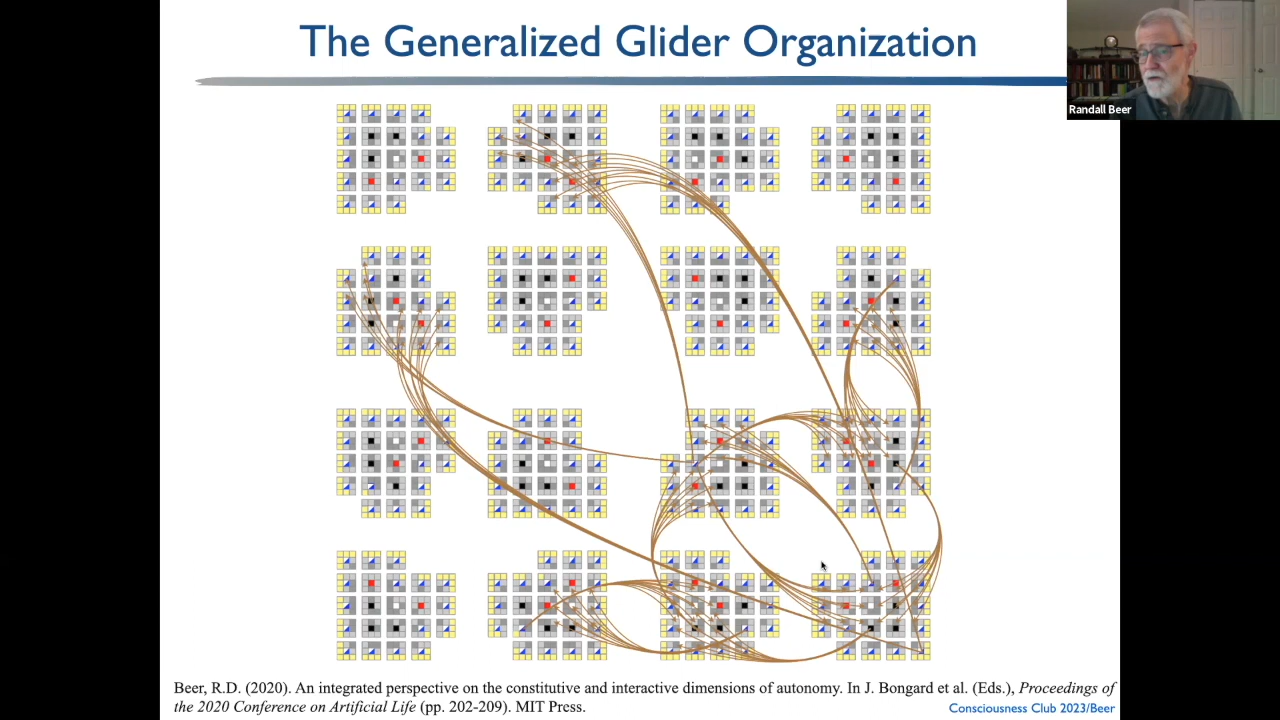 The Generalized Glider Organization
Randall Beer
Beer, R.D. (2020). An integrated perspective on the constitutive and interactive dimensions of autonomy. In J. Bongard et al. (Eds.), Proceedings of
the 2020 Conference on Artificial Life (pp. 202-209). MIT Press.
Consciousness Club 2023/Beer